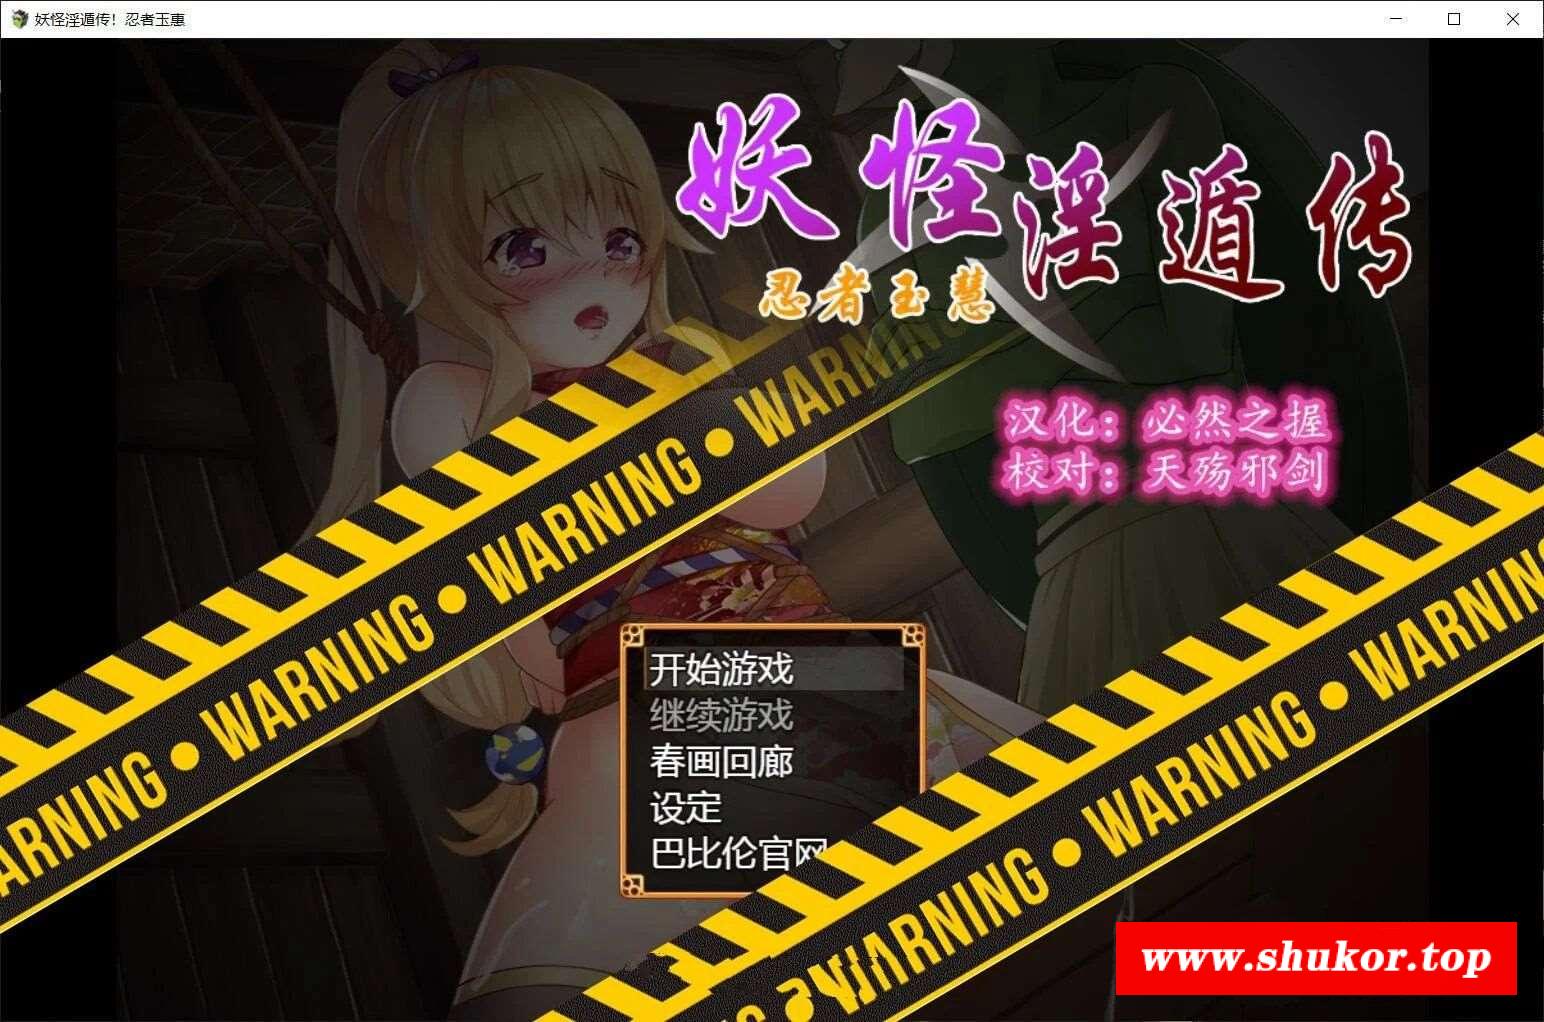 妖怪淫遁传！忍者玉惠
妖怪淫遁传
忍者玉慧
汉化：必然之握
校对：天殇邪剑
WARNING • WARNING • WARNING • WARNING
开始游戏
继续游戏
春画回廊
设定
巴比伦官网
WARNING • WARNING • WARNING
www.shukor.top